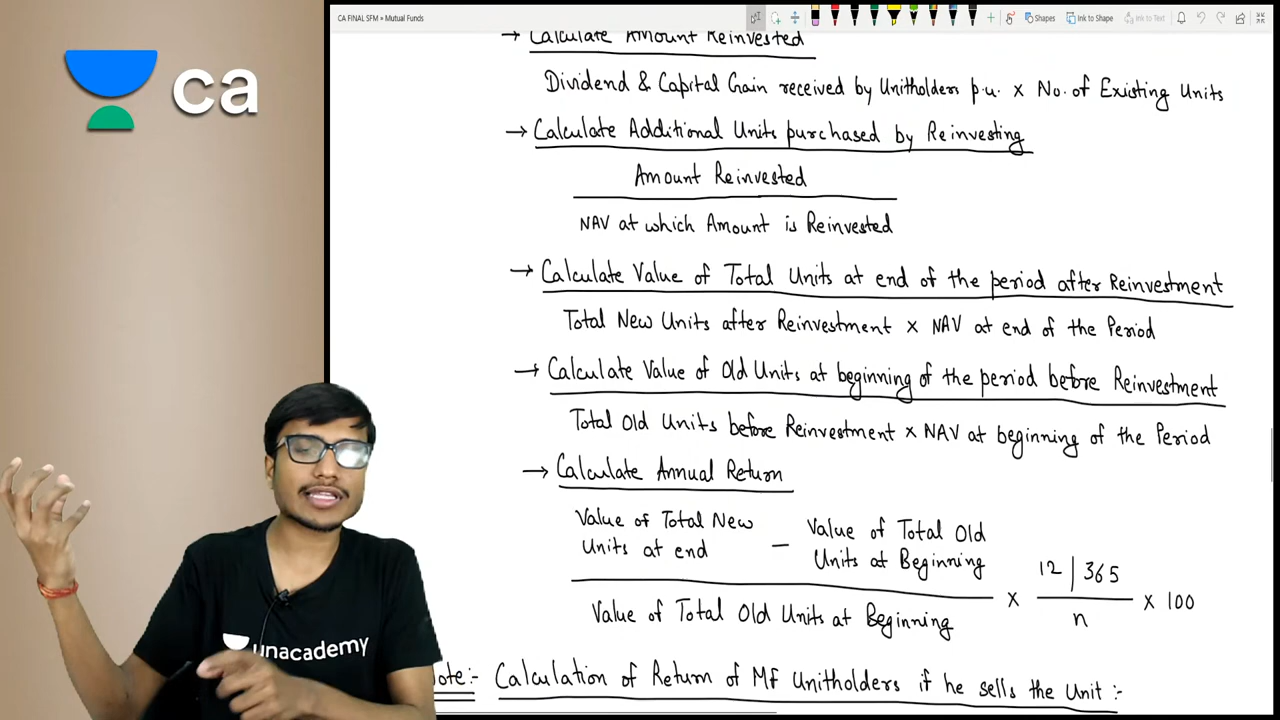 CA FINAL SFM » Mutual Funds
Shapes
Ink to Shape
Ink to Text
ca
→ Calculate Amount Reinvested
Dividend & Capital Gain received by Unitholders p.u. × No. of Existing Units
→ Calculate Additional Units purchased by Reinvesting
Amount Reinvested
NAV at which Amount is Reinvested
→ Calculate Value of Total Units at end of the period after Reinvestment
Total New Units after Reinvestment × NAV at end of the Period
→ Calculate Value of Old Units at beginning of the period before Reinvestment
Total Old Units before Reinvestment × NAV at beginning of the Period
→ Calculate Annual Return
Value of Total New Units at end − Value of Total Old Units at Beginning
Value of Total Old Units at Beginning × 12 | 365 / n × 100
unacademy
ote:- Calculation of Return of MF Unitholders if he sells the Unit :-